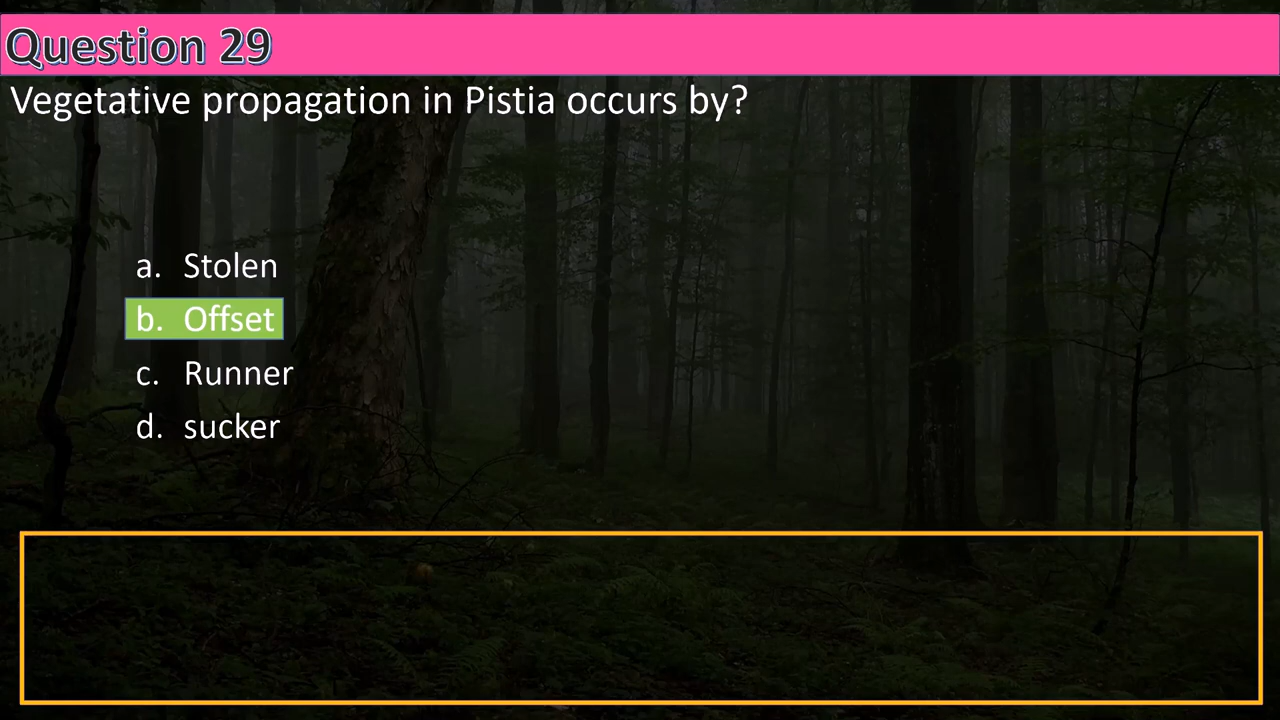 Question 29
Vegetative propagation in Pistia occurs by?
a. Stolen
b. Offset
c. Runner
d. sucker